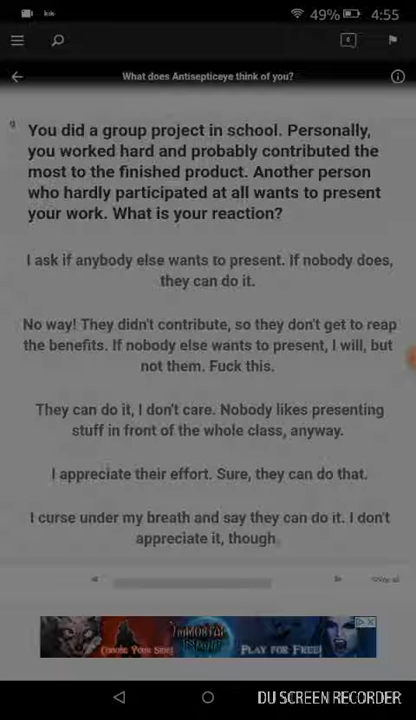 49% 4:55
What does Antisepticeye think of you?
You did a group project in school. Personally,
you worked hard and probably contributed the
most to the finished product. Another person
who hardly participated at all wants to present
your work. What is your reaction?
I ask if anybody else wants to present. If nobody does,
they can do it.
No way! They didn't contribute, so they don't get to reap
the benefits. If nobody else wants to present, I will, but
not them. Fuck this.
They can do it, I don't care. Nobody likes presenting
stuff in front of the whole class, anyway.
I appreciate their effort. Sure, they can do that.
I curse under my breath and say they can do it. I don't
appreciate it, though
Choose Your Side! Immortal Night Play for Free!
DU SCREEN RECORDER